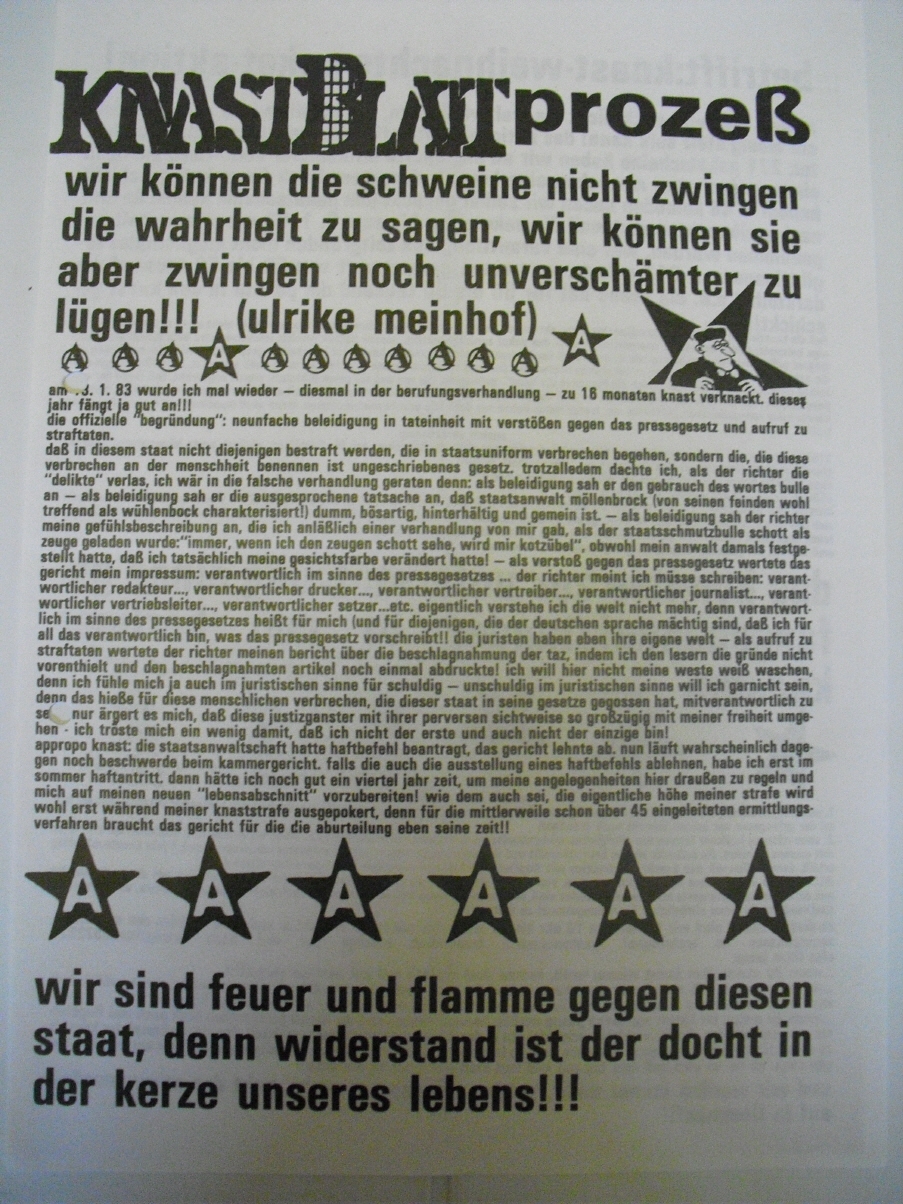 KNASTBLATT prozeß
wir können die schweine nicht zwingen
die wahrheit zu sagen, wir können sie
aber zwingen noch unverschämter zu
lügen!!! (ulrike meinhof)
A A A A A A A A A A A A
am .3. 1. 83 wurde ich mal wieder — diesmal in der berufungsverhandlung — zu 16 monaten knast verknackt. dieses
jahr fängt ja gut an!!!
die offizielle "begründung": neunfache beleidigung in tateinheit mit verstößen gegen das pressegesetz und aufruf zu
straftaten.
daß in diesem staat nicht diejenigen bestraft werden, die in staatsuniform verbrechen begehen, sondern die, die diese
verbrechen an der menschheit benennen ist ungeschriebenes gesetz. trotzalledem dachte ich, als der richter die
"delikte" verlas, ich wär in die falsche verhandlung geraten denn: als beleidigung sah er den gebrauch des wortes bulle
an — als beleidigung sah er die ausgesprochene tatsache an, daß staatsanwalt möllenbrock (von seinen feinden wohl
treffend als wühlenbock charakterisiert!) dumm, bösartig, hinterhältig und gemein ist. — als beleidigung sah der richter
meine gefühlsbeschreibung an, die ich anläßlich einer verhandlung von mir gab, als der staatsschmutzbulle schott als
zeuge geladen wurde:"immer, wenn ich den zeugen schott sehe, wird mir kotzübel", obwohl mein anwalt damals festge-
stellt hatte, daß ich tatsächlich meine gesichtsfarbe verändert hatte! — als verstoß gegen das pressegesetz wertete das
gericht mein impressum: verantwortlich im sinne des pressegesetzes ... der richter meint ich müsse schreiben: verant-
wortlicher redakteur..., verantwortlicher drucker..., verantwortlicher vertreiber..., verantwortlicher journalist..., verant-
wortlicher vertriebsleiter..., verantwortlicher setzer...etc. eigentlich verstehe ich die welt nicht mehr, denn verantwort-
lich im sinne des pressegesetzes heißt für mich (und für diejenigen, die der deutschen sprache mächtig sind, daß ich für
all das verantwortlich bin, was das pressegesetz vorschreibt!! die juristen haben eben ihre eigene welt — als aufruf zu
straftaten wertete der richter meinen bericht über die beschlagnahmung der taz, indem ich den lesern die gründe nicht
vorenthielt und den beschlagnahmten artikel noch einmal abdruckte! ich will hier nicht meine weste weiß waschen,
denn ich fühle mich ja auch im juristischen sinne für schuldig — unschuldig im juristischen sinne will ich garnicht sein,
denn das hieße für diese menschlichen verbrechen, die dieser staat in seine gesetze gegossen hat, mitverantwortlich zu
se nur ärgert es mich, daß diese justizganster mit ihrer perversen sichtweise so großzügig mit meiner freiheit umge-
hen - ich tröste mich ein wenig damit, daß ich nicht der erste und auch nicht der einzige bin!
appropo knast: die staatsanwaltschaft hatte haftbefehl beantragt, das gericht lehnte ab. nun läuft wahrscheinlich dage-
gen noch beschwerde beim kammergericht. falls die auch die ausstellung eines haftbefehls ablehnen, habe ich erst im
sommer haftantritt. dann hätte ich noch gut ein viertel jahr zeit, um meine angelegenheiten hier draußen zu regeln und
mich auf meinen neuen "lebensabschnitt" vorzubereiten! wie dem auch sei, die eigentliche höhe meiner strafe wird
wohl erst während meiner knaststrafe ausgepokert, denn für die mittlerweile schon über 45 eingeleiteten ermittlungs-
verfahren braucht das gericht für die die aburteilung eben seine zeit!!
A A A A A A
wir sind feuer und flamme gegen diesen
staat, denn widerstand ist der docht in
der kerze unseres lebens!!!